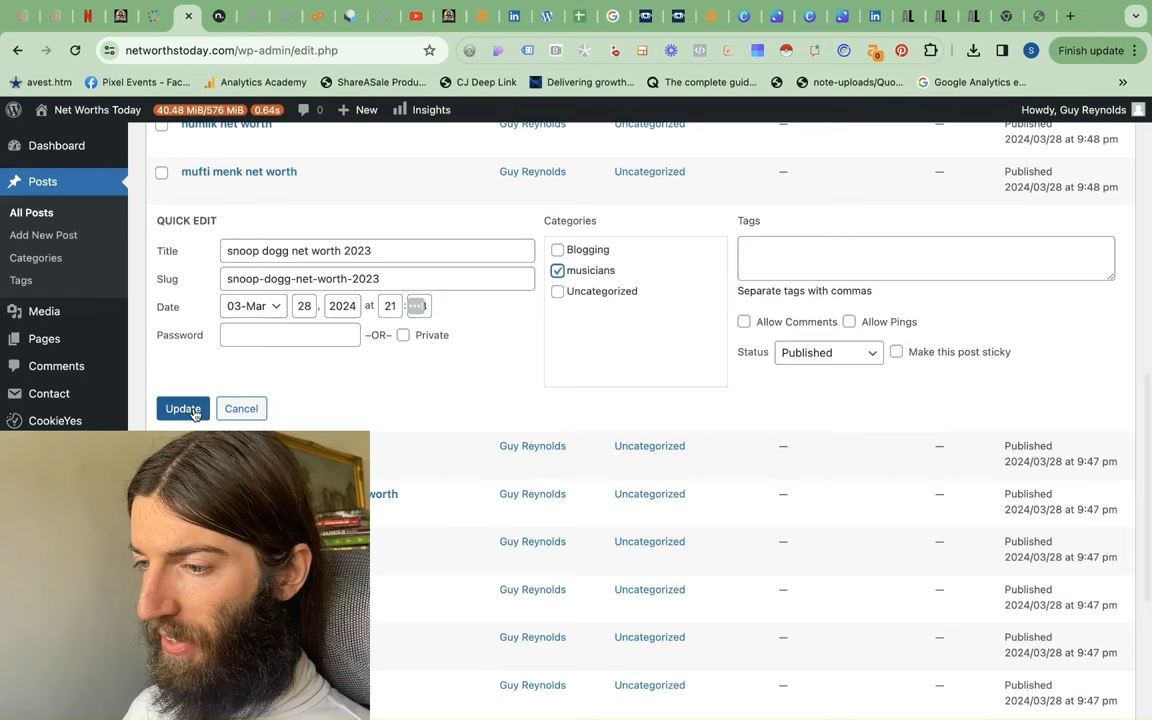 networthstoday.com/wp-admin/edit.php
Finish update
avest.htm
Pixel Events - Fac...
Analytics Academy
ShareASale Produ...
CJ Deep Link
Delivering growth...
The complete guid...
note-uploads/Quo...
Google Analytics e...
Net Worths Today
40.48 MiB/576 MiB
0.64s
0
New
Insights
Howdy, Guy Reynolds
Dashboard
Posts
All Posts
Add New Post
Categories
Tags
Media
Pages
Comments
Contact
CookieYes
net worth
Guy Reynolds
Uncategorized
—
—
Published
2024/03/28 at 9:48 pm
mufti menk net worth
Guy Reynolds
Uncategorized
—
—
Published
2024/03/28 at 9:48 pm
QUICK EDIT
Title
snoop dogg net worth 2023
Slug
snoop-dogg-net-worth-2023
Date
03-Mar
28
,
2024
at
21
:
Password
–OR–
Private
Categories
Blogging
musicians
Uncategorized
Tags
Separate tags with commas
Allow Comments
Allow Pings
Status
Published
Make this post sticky
Update
Cancel
Guy Reynolds
Uncategorized
—
—
Published
2024/03/28 at 9:47 pm
worth
Guy Reynolds
Uncategorized
—
—
Published
2024/03/28 at 9:47 pm
Guy Reynolds
Uncategorized
—
—
Published
2024/03/28 at 9:47 pm
Guy Reynolds
Uncategorized
—
—
Published
2024/03/28 at 9:47 pm
Guy Reynolds
Uncategorized
—
—
Published
2024/03/28 at 9:47 pm
Guy Reynolds
Uncategorized
—
—
Published
2024/03/28 at 9:47 pm